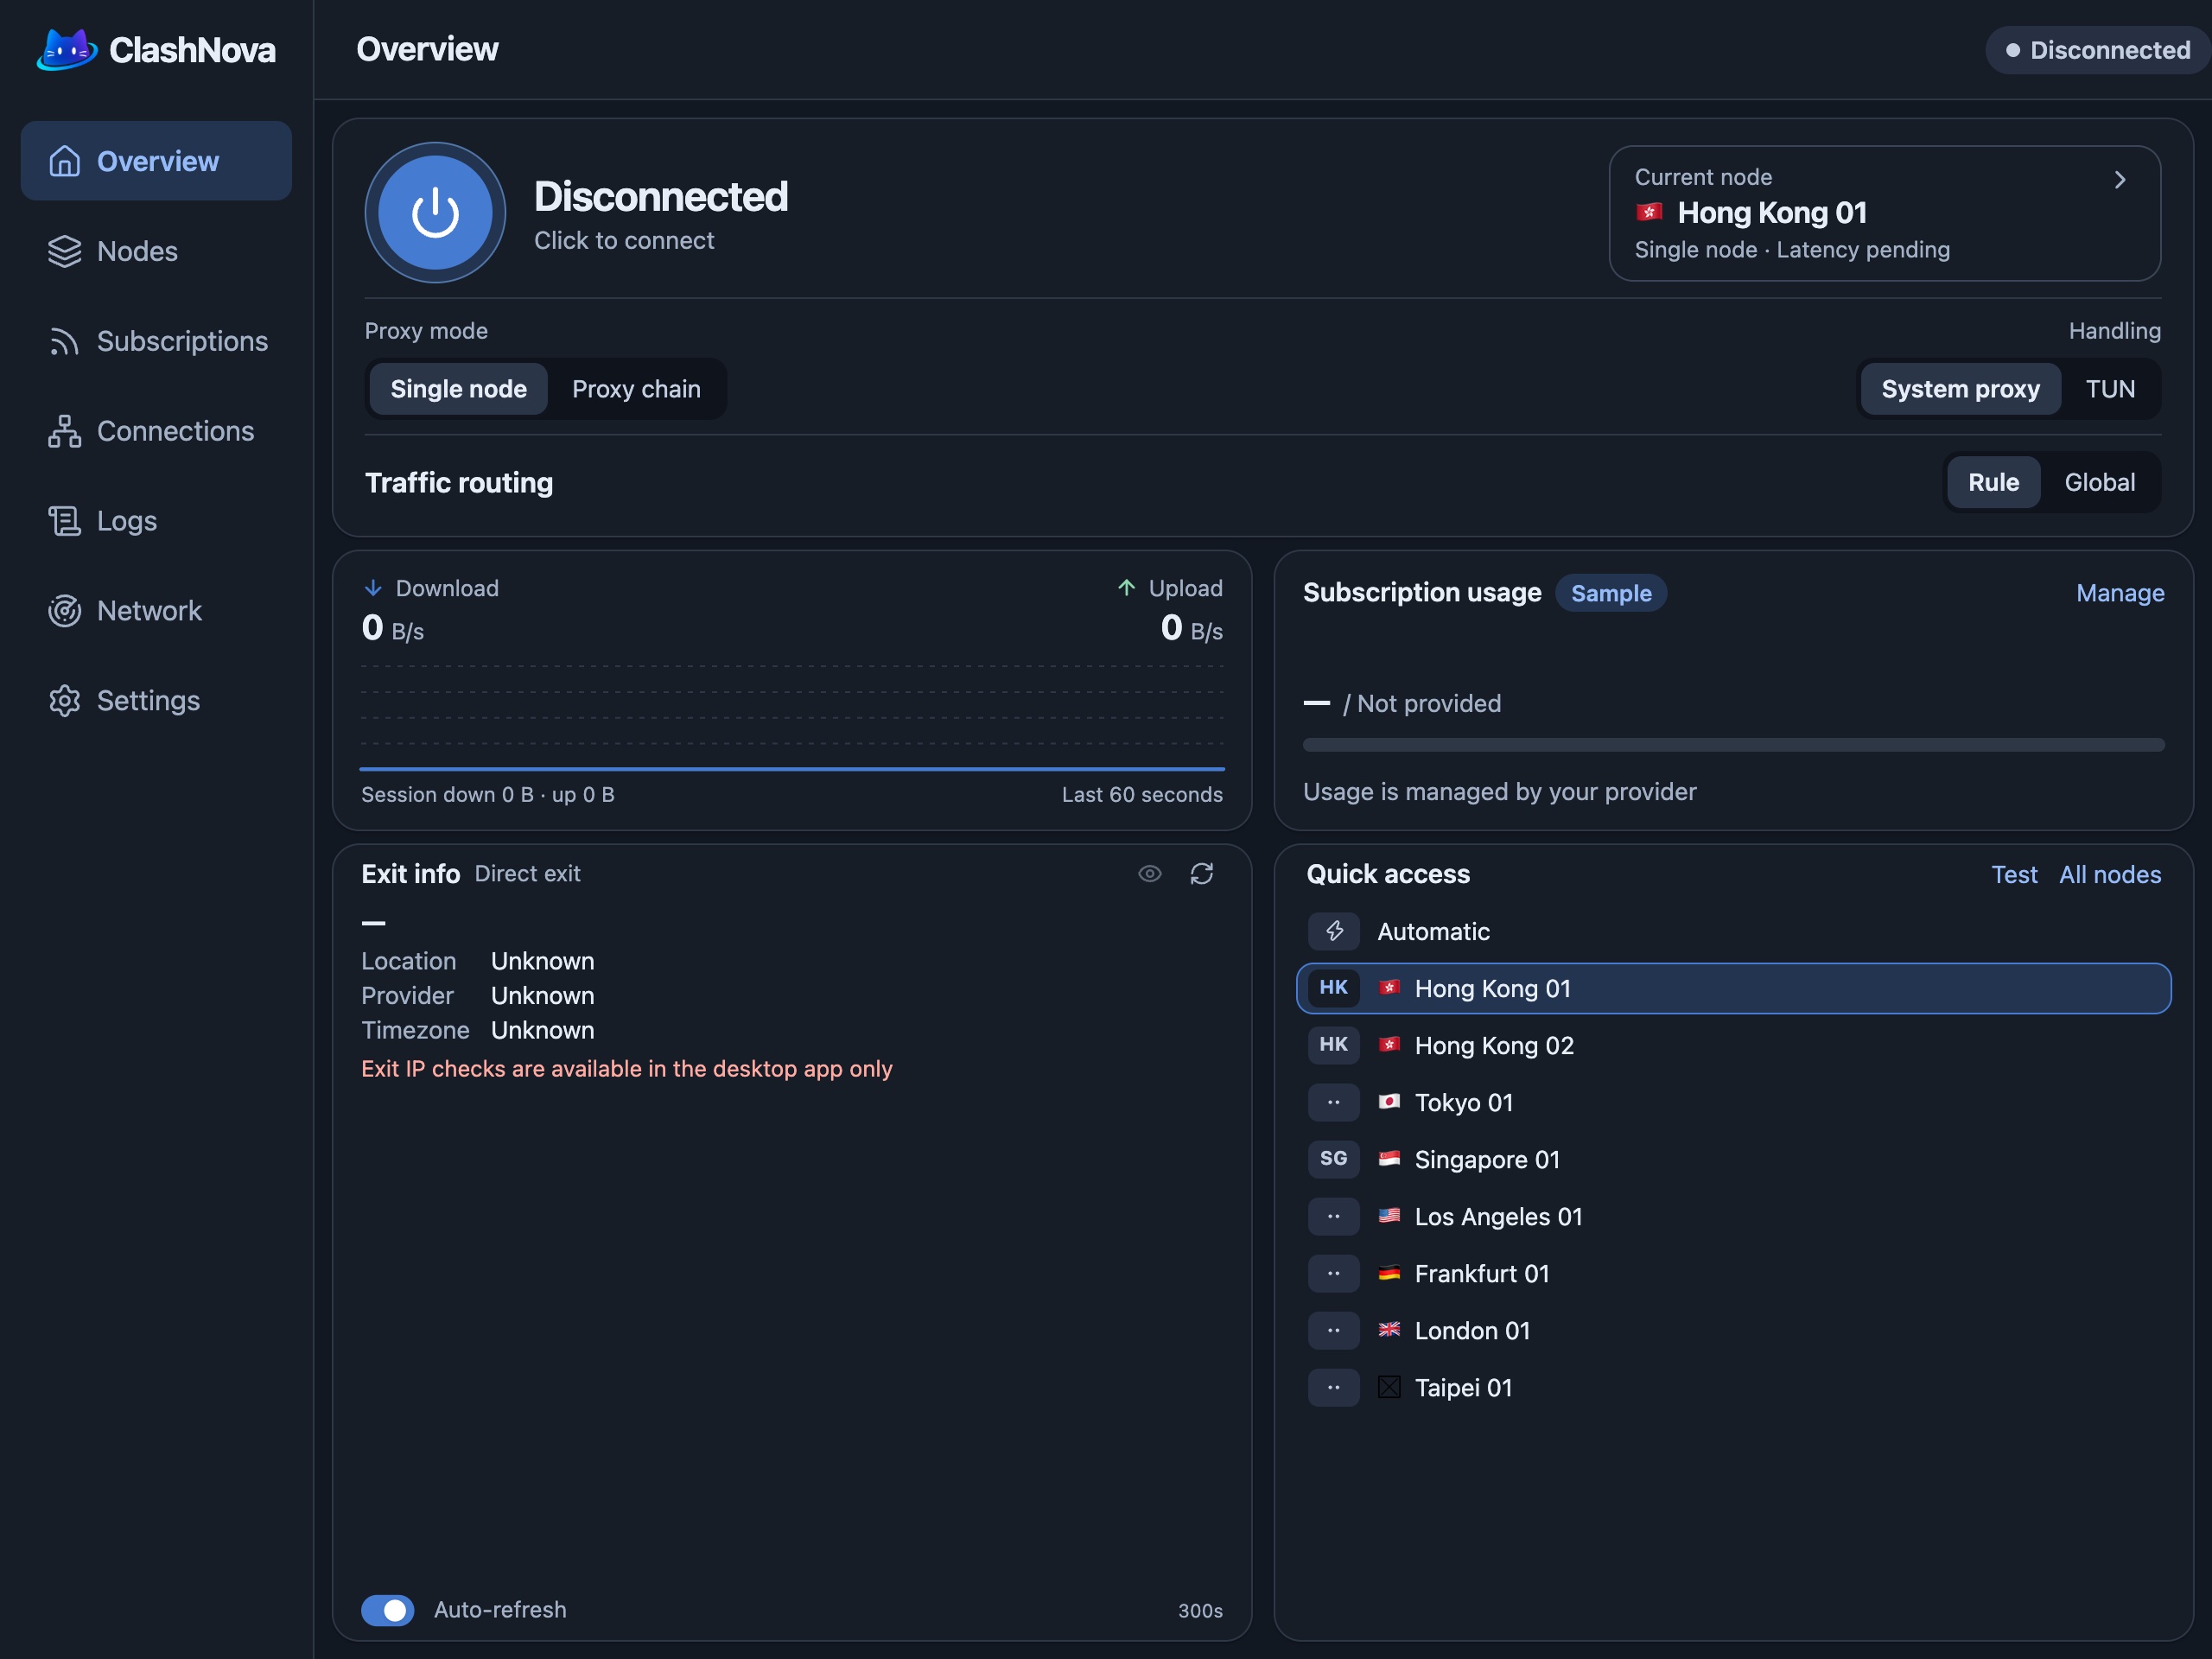 ClashNova
Overview
Nodes
Subscriptions
Connections
Logs
Network
Settings
Overview
Disconnected
Disconnected
Click to connect
Current node
Hong Kong 01
Single node · Latency pending
Proxy mode
Handling
Single node
Proxy chain
System proxy
TUN
Traffic routing
Rule
Global
Download
Upload
0 B/s
0 B/s
Session down 0 B · up 0 B
Last 60 seconds
Subscription usage
Sample
Manage
— / Not provided
Usage is managed by your provider
Exit info Direct exit
—
Location Unknown
Provider Unknown
Timezone Unknown
Exit IP checks are available in the desktop app only
Auto-refresh
300s
Quick access
Test
All nodes
Automatic
HK Hong Kong 01
HK Hong Kong 02
·· Tokyo 01
SG Singapore 01
·· Los Angeles 01
·· Frankfurt 01
·· London 01
·· Taipei 01